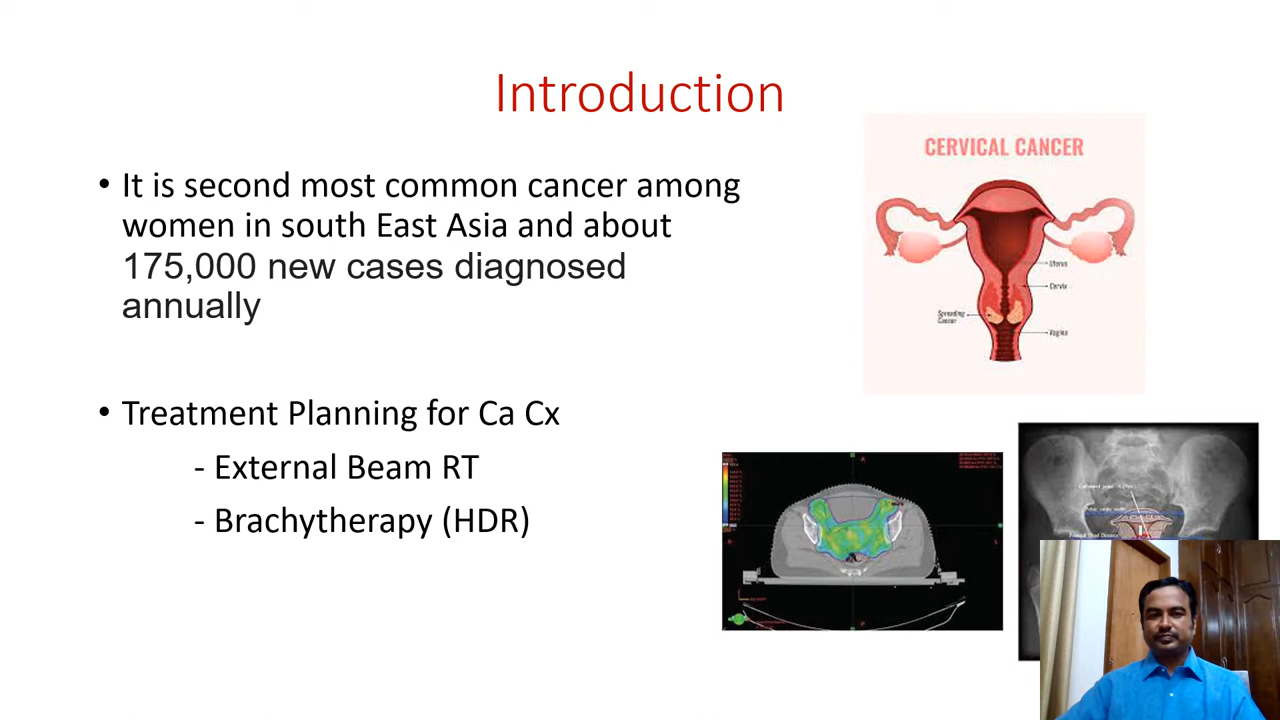 Introduction
• It is second most common cancer among
women in south East Asia and about
175,000 new cases diagnosed
annually
• Treatment Planning for Ca Cx
- External Beam RT
- Brachytherapy (HDR)
CERVICAL CANCER
Uterus
Cervix
Spreading
Cancer
Vagina